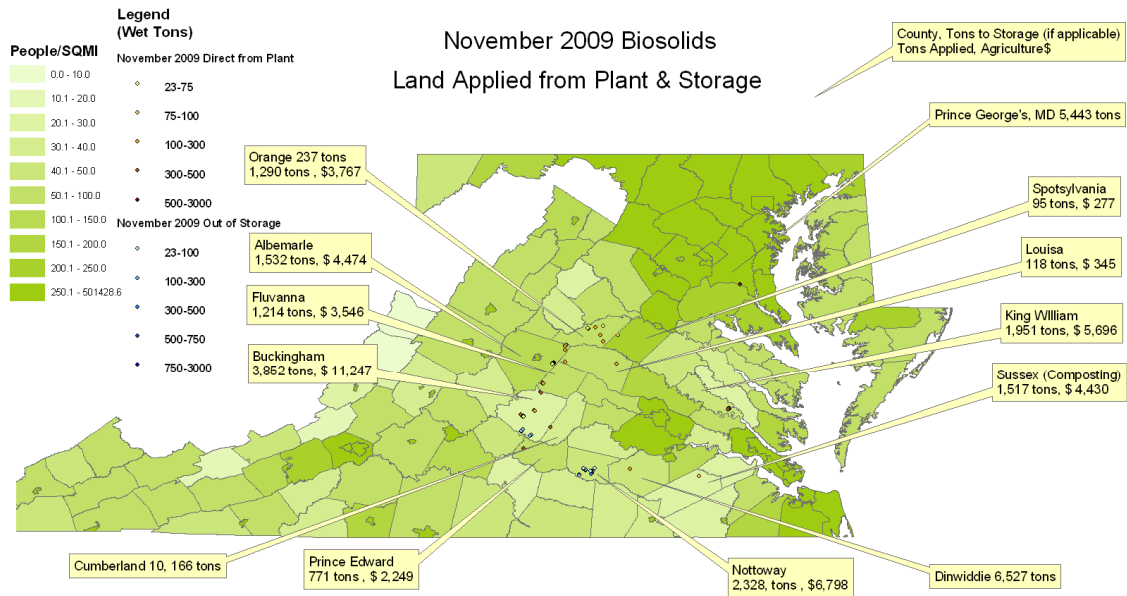 Legend
(Wet Tons)
People/SQMI
0.0 - 10.0
10.1 - 20.0
20.1 - 30.0
30.1 - 40.0
40.1 - 50.0
50.1 - 100.0
100.1 - 150.0
150.1 - 200.0
200.1 - 250.0
250.1 - 501428.6
November 2009 Direct from Plant
23-75
75-100
100-300
300-500
500-3000
November 2009 Out of Storage
23-100
100-300
300-500
500-750
750-3000
November 2009 Biosolids
Land Applied from Plant & Storage
County, Tons to Storage (if applicable)
Tons Applied, Agriculture$
Prince George's, MD 5,443 tons
Orange 237 tons
1,290 tons , $3,767
Spotsylvania
95 tons, $ 277
Albemarle
1,532 tons, $ 4,474
Louisa
118 tons, $ 345
Fluvanna
1,214 tons, $ 3,546
King WIlliam
1,951 tons, $ 5,696
Buckingham
3,852 tons, $ 11,247
Sussex (Composting)
1,517 tons, $ 4,430
Cumberland 10, 166 tons
Prince Edward
771 tons , $ 2,249
Nottoway
2,328, tons , $6,798
Dinwiddie 6,527 tons